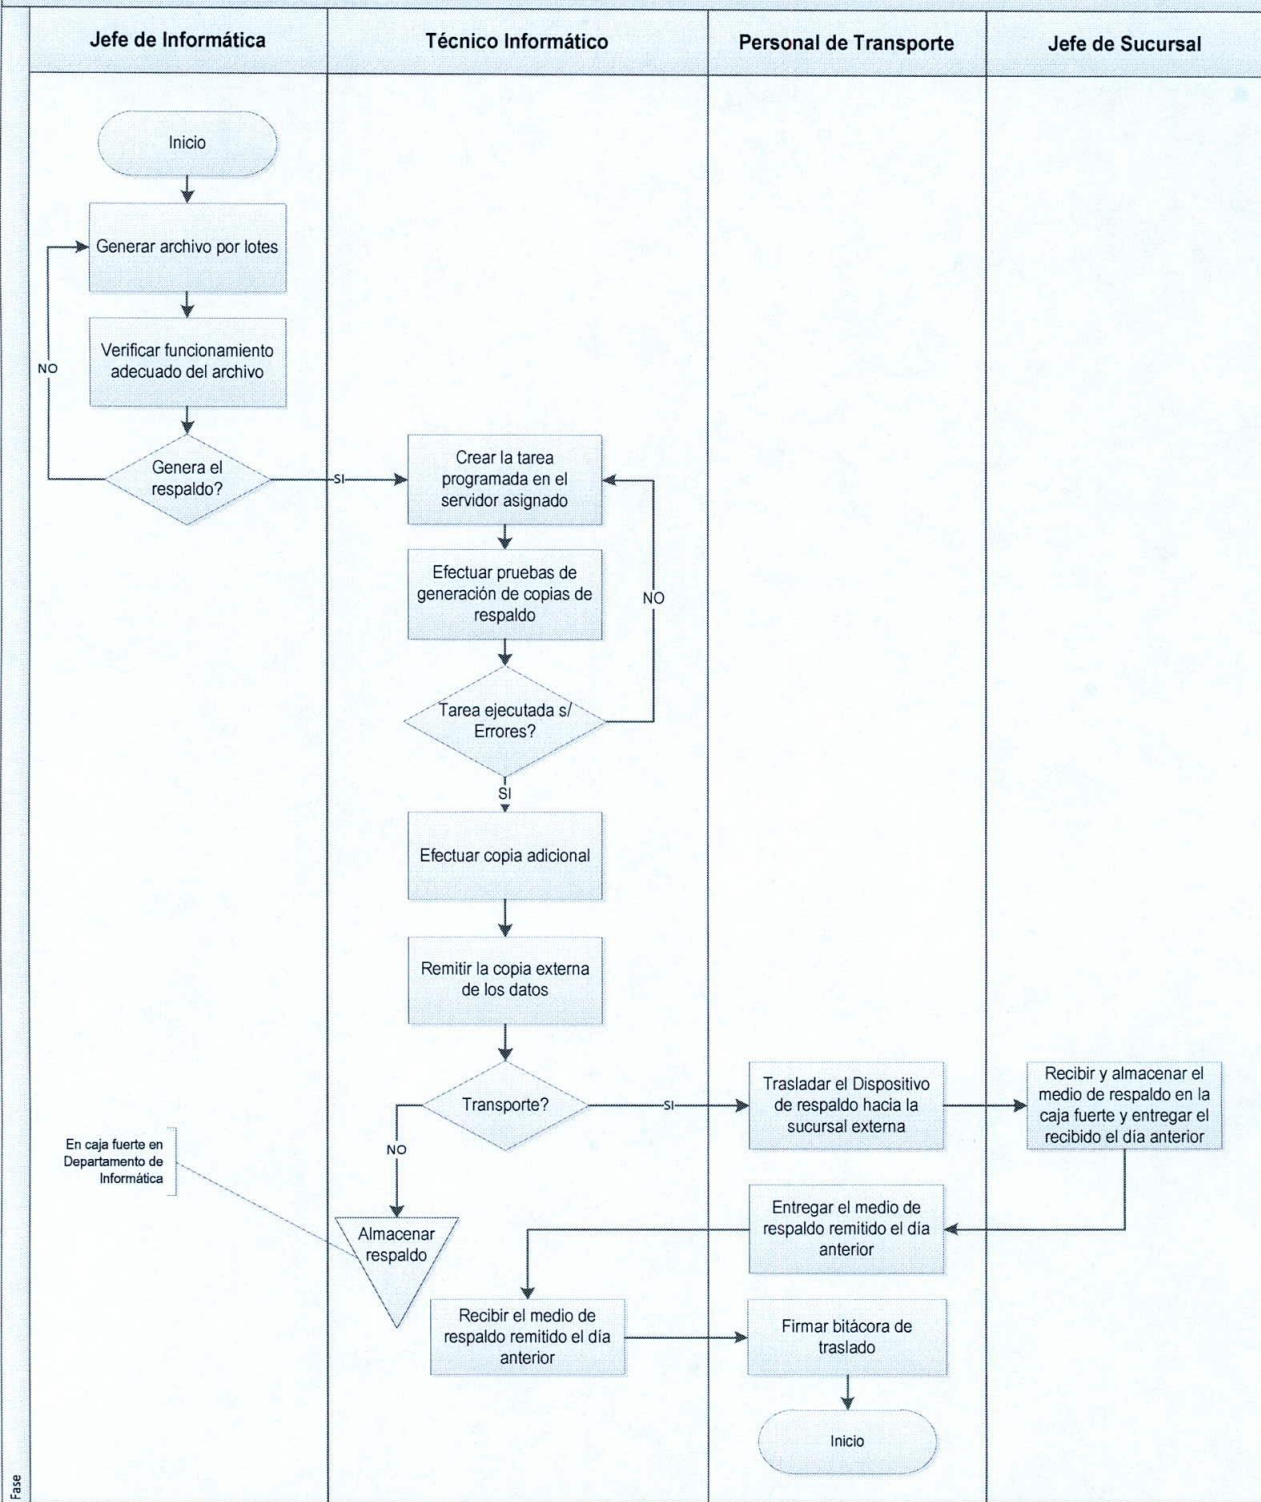 Jefe de Informática
Técnico Informático
Personal de Transporte
Jefe de Sucursal
Inicio
Generar archivo por lotes
Verificar funcionamiento
adecuado del archivo
NO
Genera el
respaldo?
SI
Crear la tarea
programada en el
servidor asignado
Efectuar pruebas de
generación de copias de
respaldo
NO
Tarea ejecutada s/
Errores?
SI
Efectuar copia adicional
Remitir la copia externa
de los datos
Transporte?
SI
Trasladar el Dispositivo
de respaldo hacia la
sucursal externa
Recibir y almacenar el
medio de respaldo en la
caja fuerte y entregar el
recibido el día anterior
NO
En caja fuerte en
Departamento de
Informática
Almacenar
respaldo
Entregar el medio de
respaldo remitido el día
anterior
Recibir el medio de
respaldo remitido el día
anterior
Firmar bitácora de
traslado
Inicio
Fase